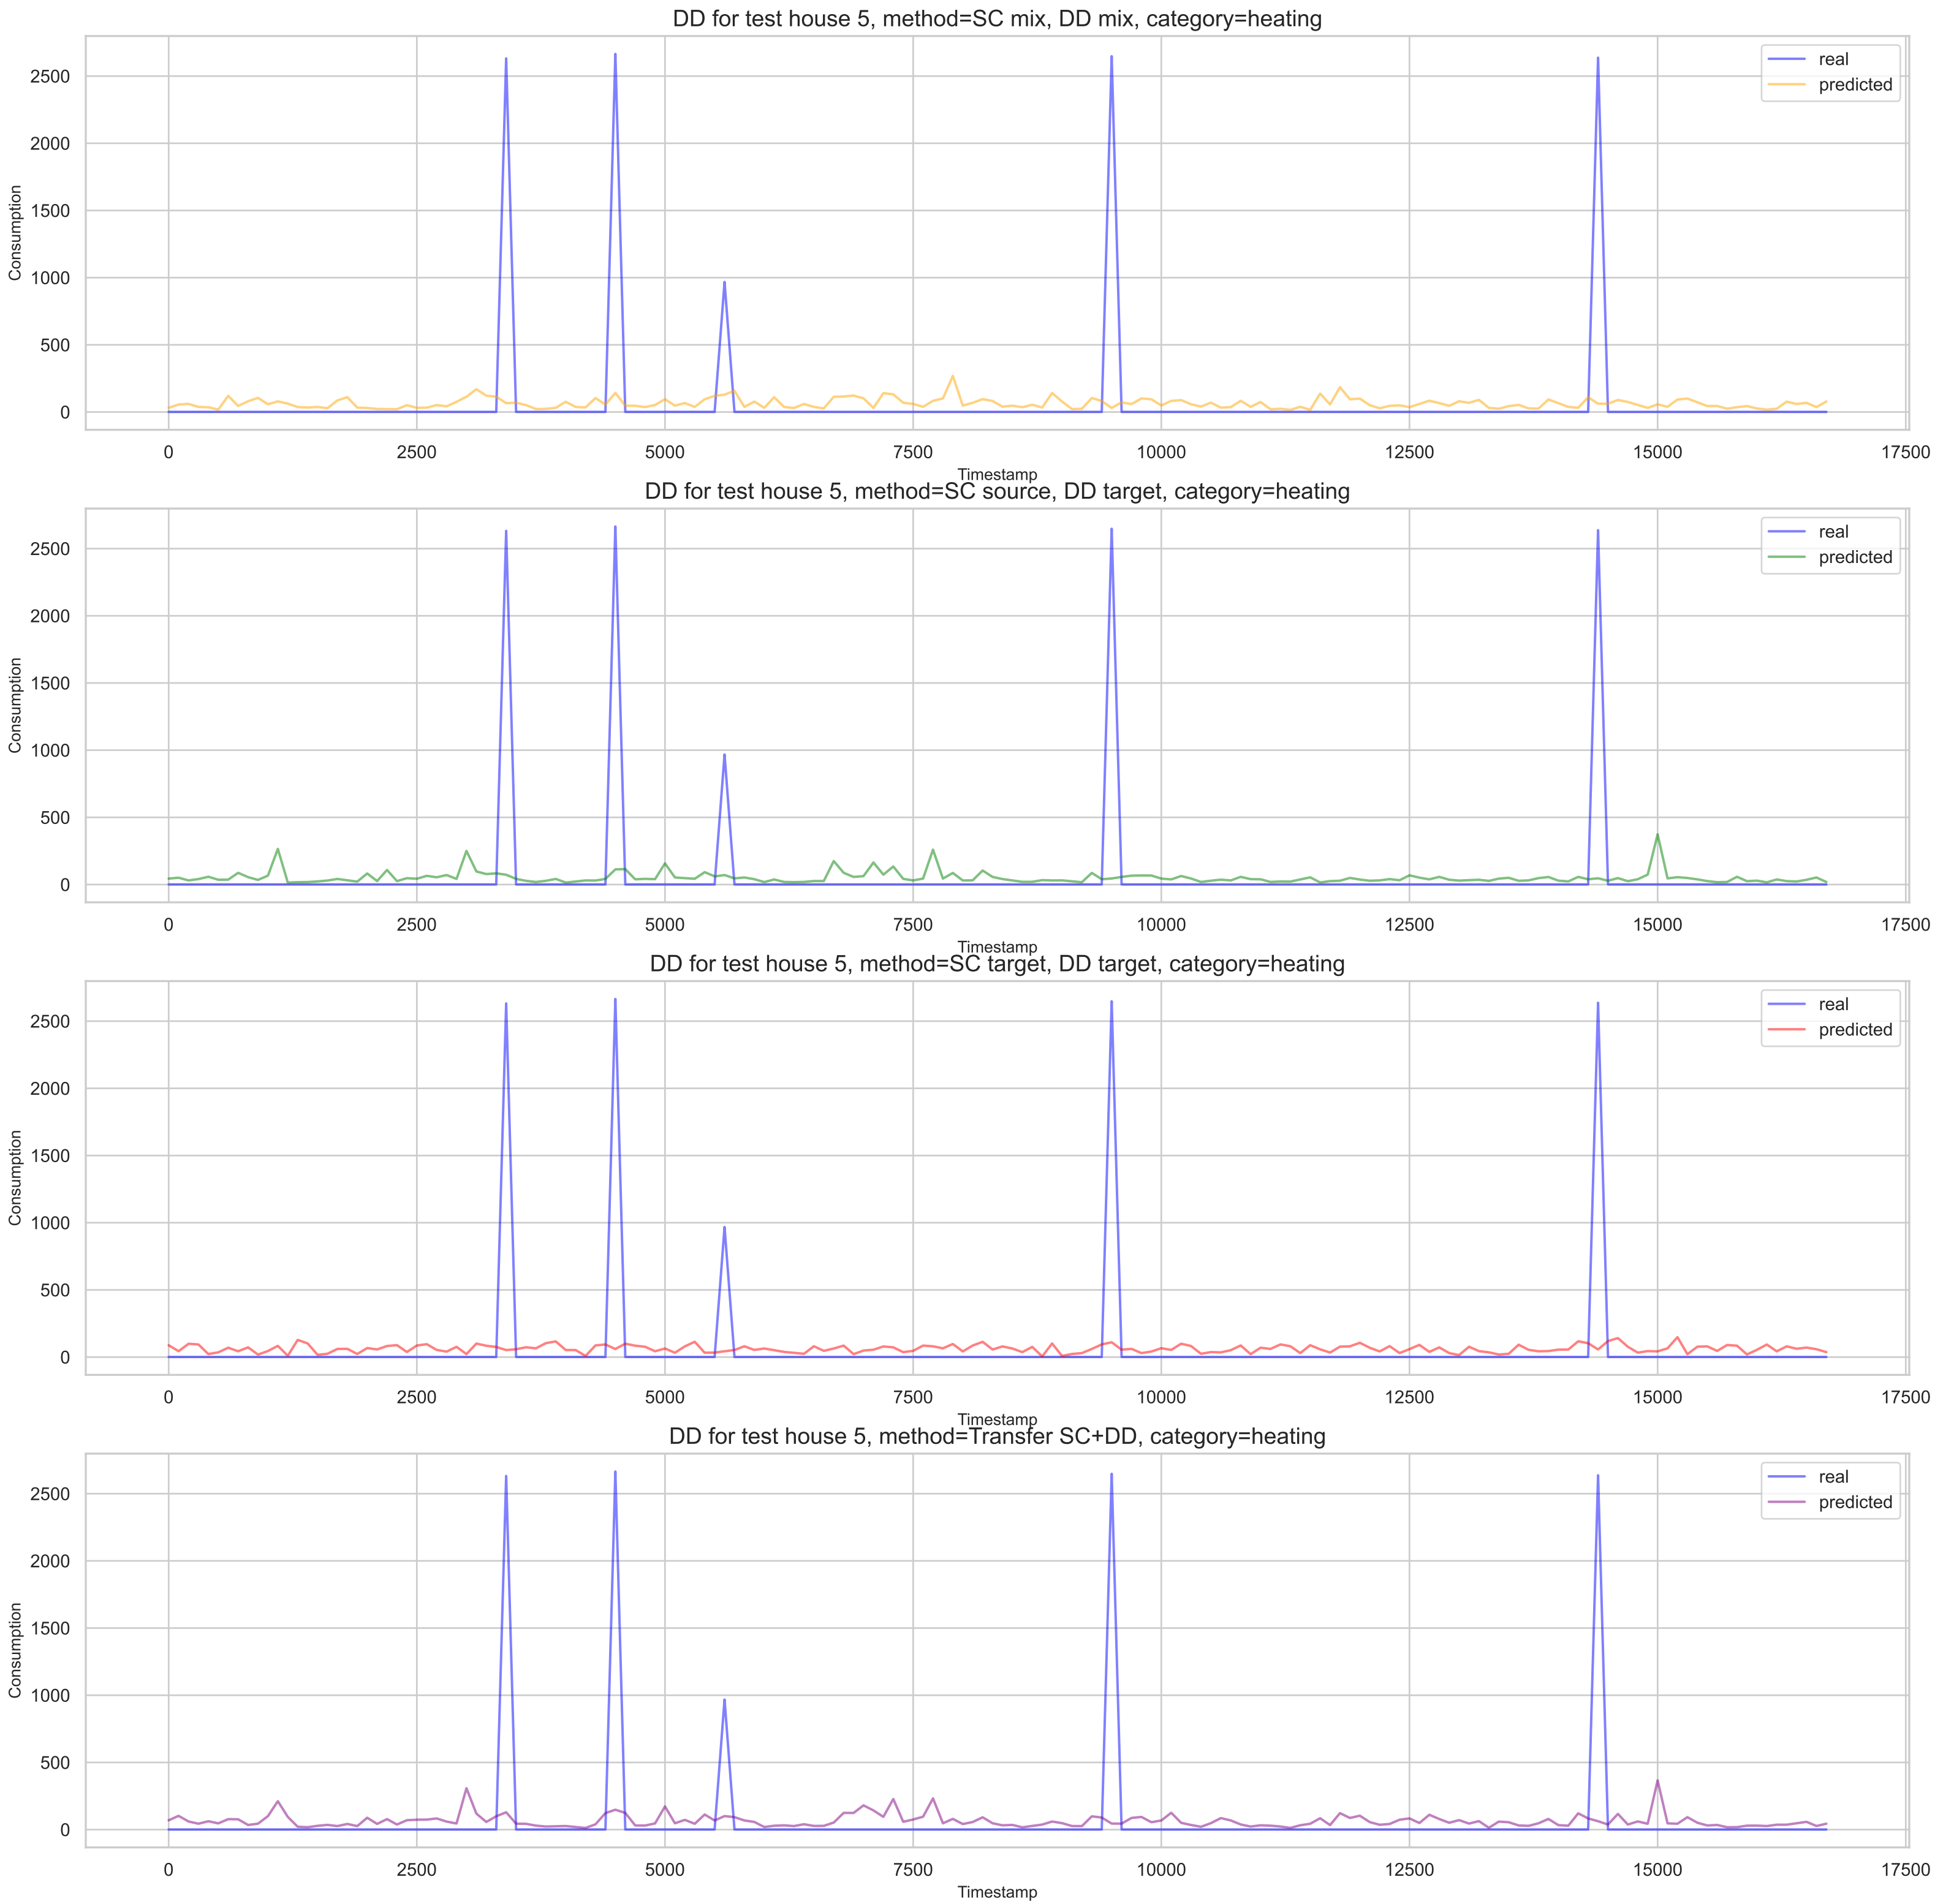 DD for test house 5, method=SC mix, DD mix, category=heating
real
predicted
2500
2000
1500
1000
500
0
Consumption
0 2500 5000 7500 10000 12500 15000 17500
Timestamp
DD for test house 5, method=SC source, DD target, category=heating
real
predicted
2500
2000
1500
1000
500
0
Consumption
0 2500 5000 7500 10000 12500 15000 17500
Timestamp
DD for test house 5, method=SC target, DD target, category=heating
real
predicted
2500
2000
1500
1000
500
0
Consumption
0 2500 5000 7500 10000 12500 15000 17500
Timestamp
DD for test house 5, method=Transfer SC+DD, category=heating
real
predicted
2500
2000
1500
1000
500
0
Consumption
0 2500 5000 7500 10000 12500 15000 17500
Timestamp